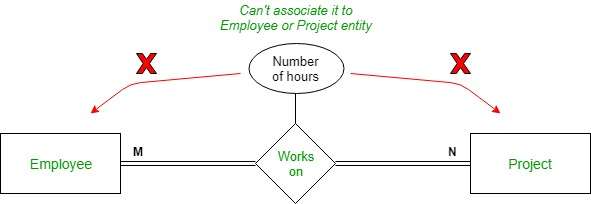 Can't associate it to
Employee or Project entity
X
X
Number
of hours
M
N
Employee
Works
on
Project